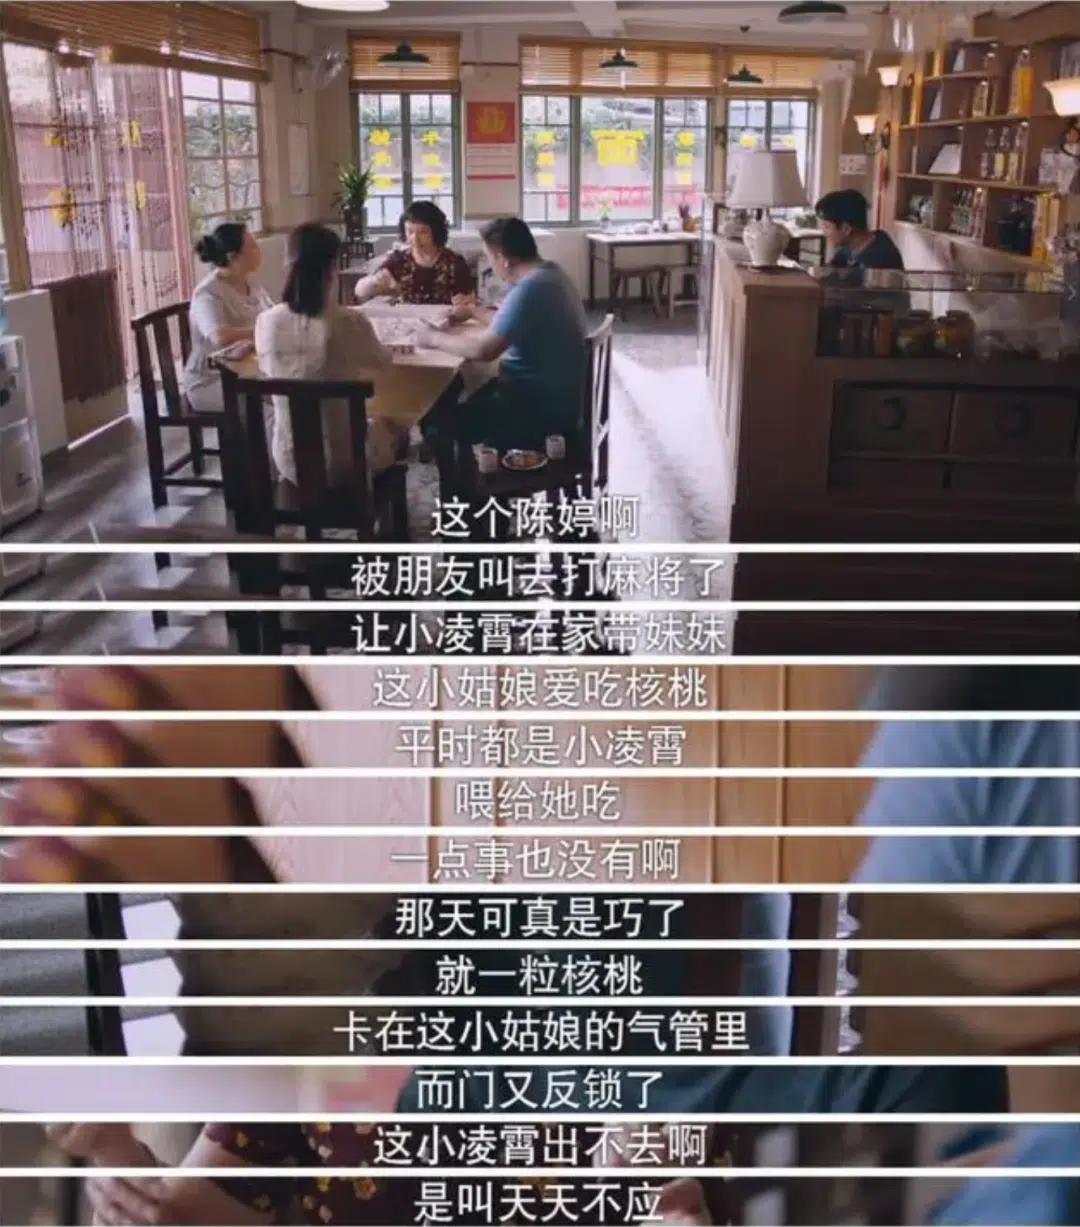 这个陈婷啊
被朋友叫去打麻将了
让小凌霄在家带妹妹
这小姑娘爱吃核桃
平时都是小凌霄
喂给她吃
一点事也没有啊
那天可真是巧了
就一粒核桃
卡在这小姑娘的气管里
而门又反锁了
这小凌霄出不去啊
是叫天天不应